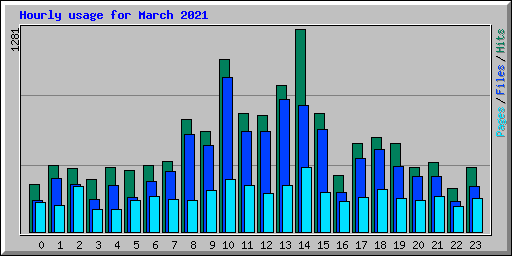 Hourly usage for March 2021
1281
Pages/Files/Hits
0 1 2 3 4 5 6 7 8 9 10 11 12 13 14 15 16 17 18 19 20 21 22 23